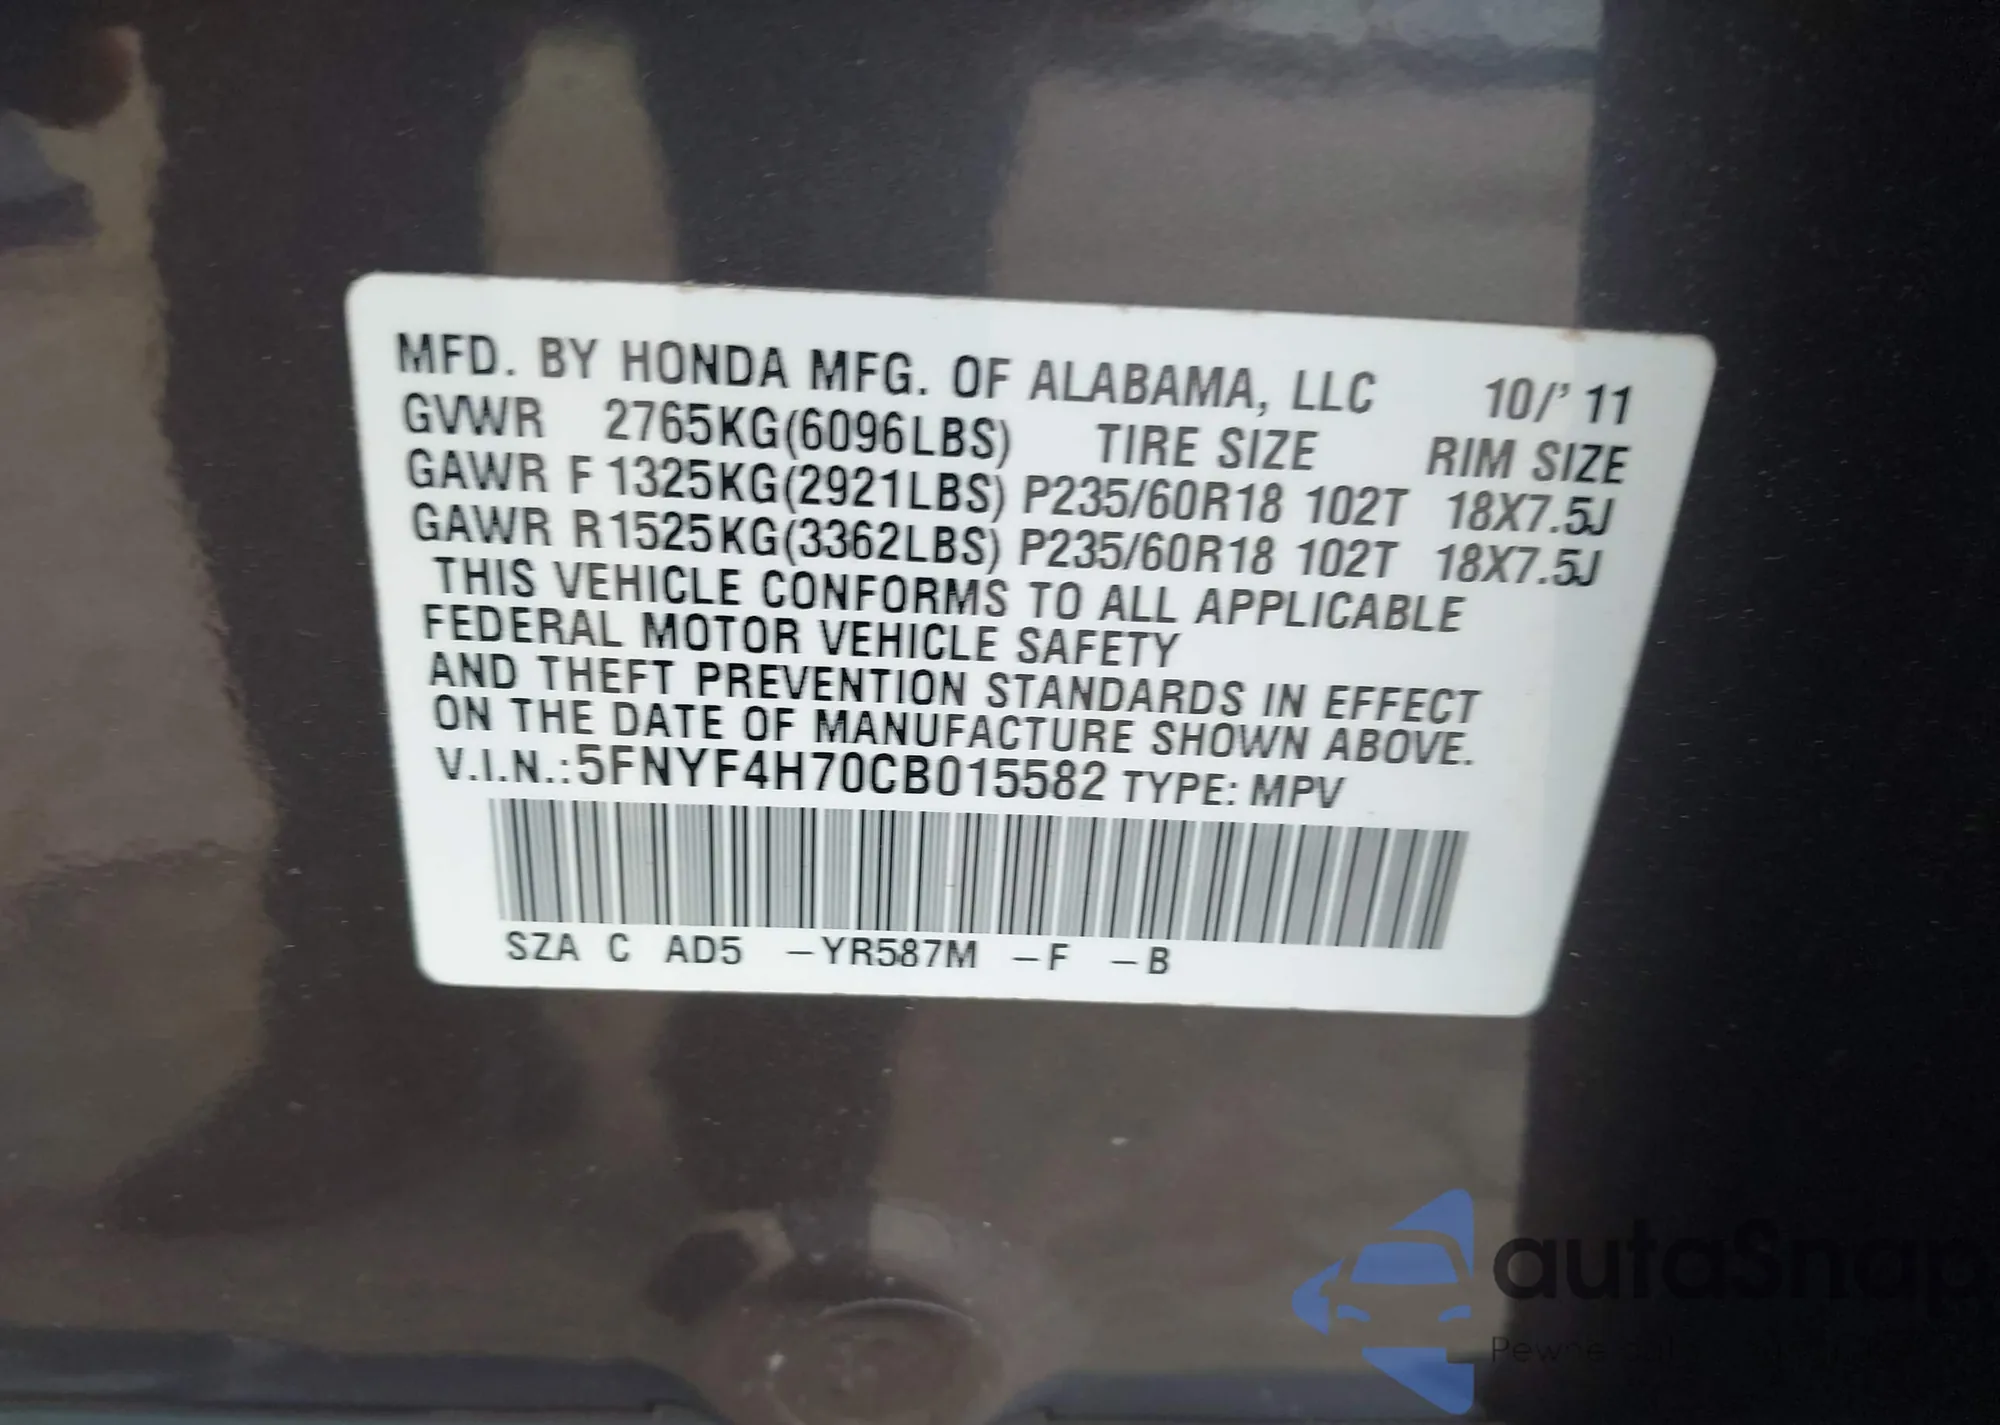 MFD. BY HONDA MFG. OF ALABAMA, LLC 10/' 11
GVWR 2765KG(6096LBS) TIRE SIZE RIM SIZE
GAWR F 1325KG(2921LBS) P235/60R18 102T 18X7.5J
GAWR R 1525KG(3362LBS) P235/60R18 102T 18X7.5J
THIS VEHICLE CONFORMS TO ALL APPLICABLE
FEDERAL MOTOR VEHICLE SAFETY
AND THEFT PREVENTION STANDARDS IN EFFECT
ON THE DATE OF MANUFACTURE SHOWN ABOVE.
V.I.N.:5FNYF4H70CB015582 TYPE: MPV
SZA C AD5 –YR587M –F –B
autaSnap